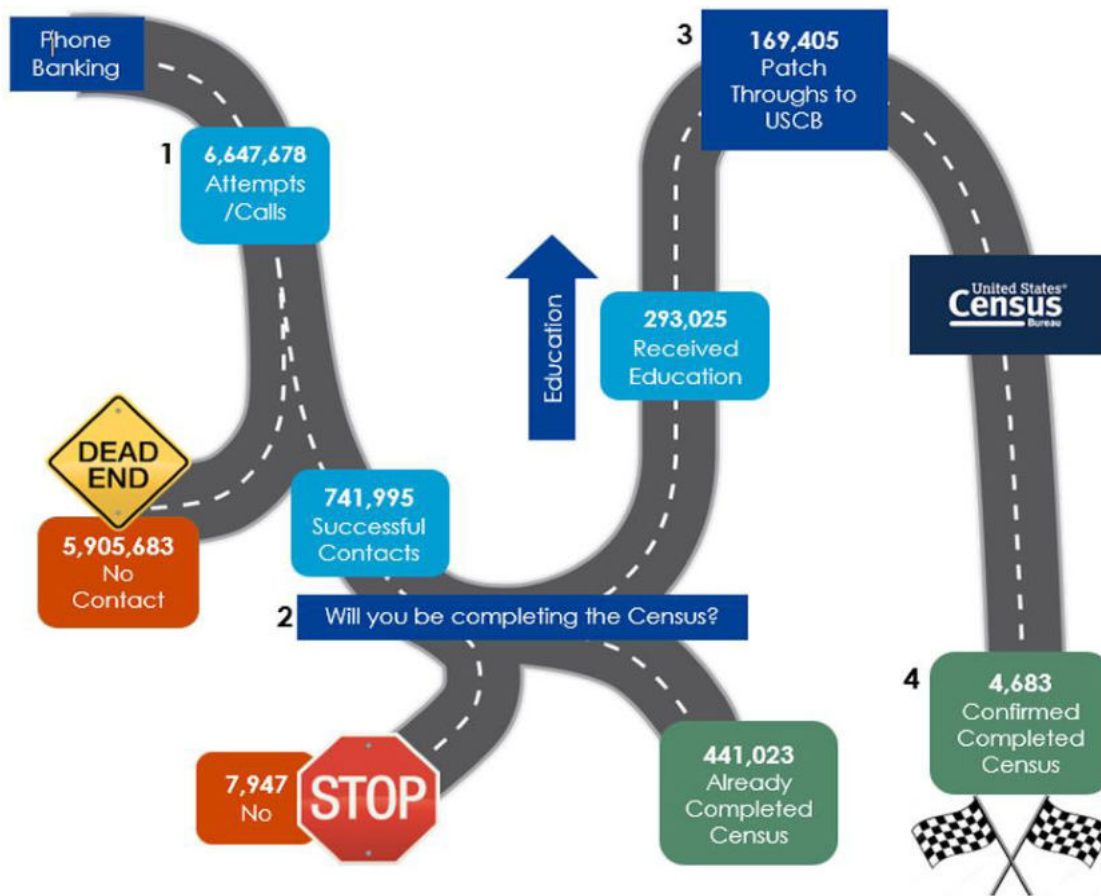 Phone
Banking
1
6,647,678
Attempts
/Calls
DEAD
END
5,905,683
No
Contact
741,995
Successful
Contacts
2
Will you be completing the Census?
7,947
No
STOP
441,023
Already
Completed
Census
Education
293,025
Received
Education
3
169,405
Patch
Throughs to
USCB
United States®
Census
Bureau
4
4,683
Confirmed
Completed
Census